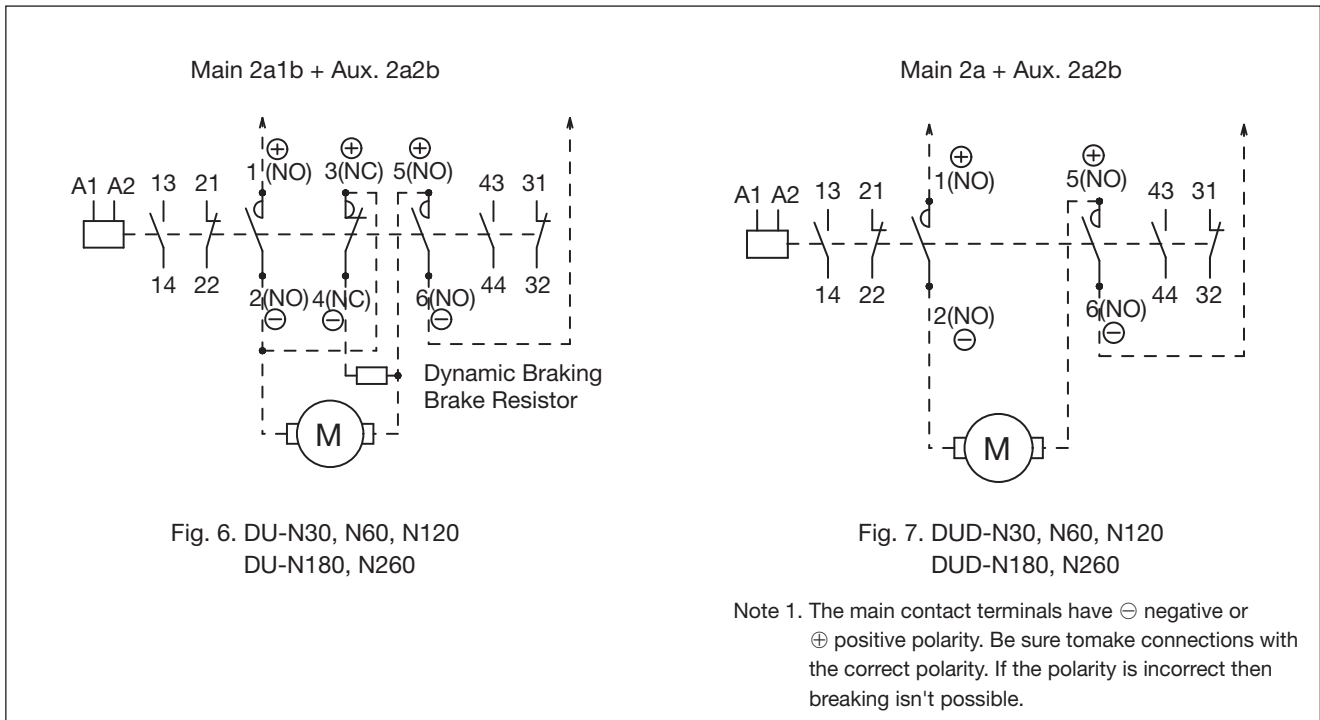 Main 2a1b + Aux. 2a2b
⊕ ⊕ ⊕
1 (NO) 3(NC) 5(NO)
A1 A2 13 21 43 31
14 22 44 32
2(NO) 4(NC) 6(NO)
⊖ ⊖ ⊖
Dynamic Braking
Brake Resistor
M
Fig. 6. DU-N30, N60, N120
DU-N180, N260
Main 2a + Aux. 2a2b
⊕ ⊕
1(NO) 5(NO)
A1 A2 13 21 43 31
14 22 44 32
2(NO) 6(NO)
⊖ ⊖
M
Fig. 7. DUD-N30, N60, N120
DUD-N180, N260
Note 1. The main contact terminals have ⊖ negative or
⊕ positive polarity. Be sure tomake connections with
the correct polarity. If the polarity is incorrect then
breaking isn't possible.